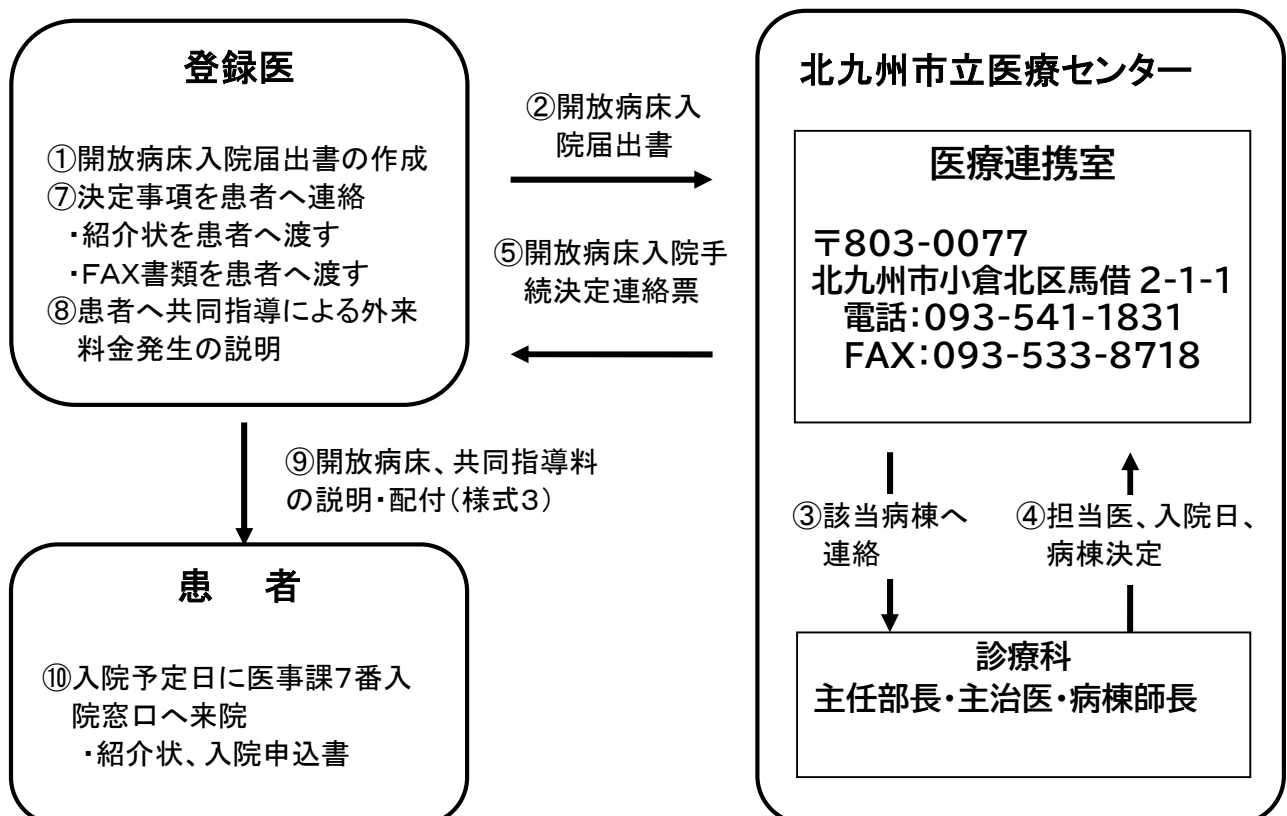 登録医
①開放病床入院届出書の作成
⑦決定事項を患者へ連絡
・紹介状を患者へ渡す
・FAX書類を患者へ渡す
⑧患者へ共同指導による外来
料金発生の説明
②開放病床入
院届出書
⑤開放病床入院手
続決定連絡票
北九州市立医療センター
医療連携室
〒803-0077
北九州市小倉北区馬借 2-1-1
電話:093-541-1831
FAX:093-533-8718
③該当病棟へ
連絡
④担当医、入院日、
病棟決定
診療科
主任部長・主治医・病棟師長
⑨開放病床、共同指導料
の説明・配付(様式3)
患 者
⑩入院予定日に医事課7番入
院窓口へ来院
・紹介状、入院申込書